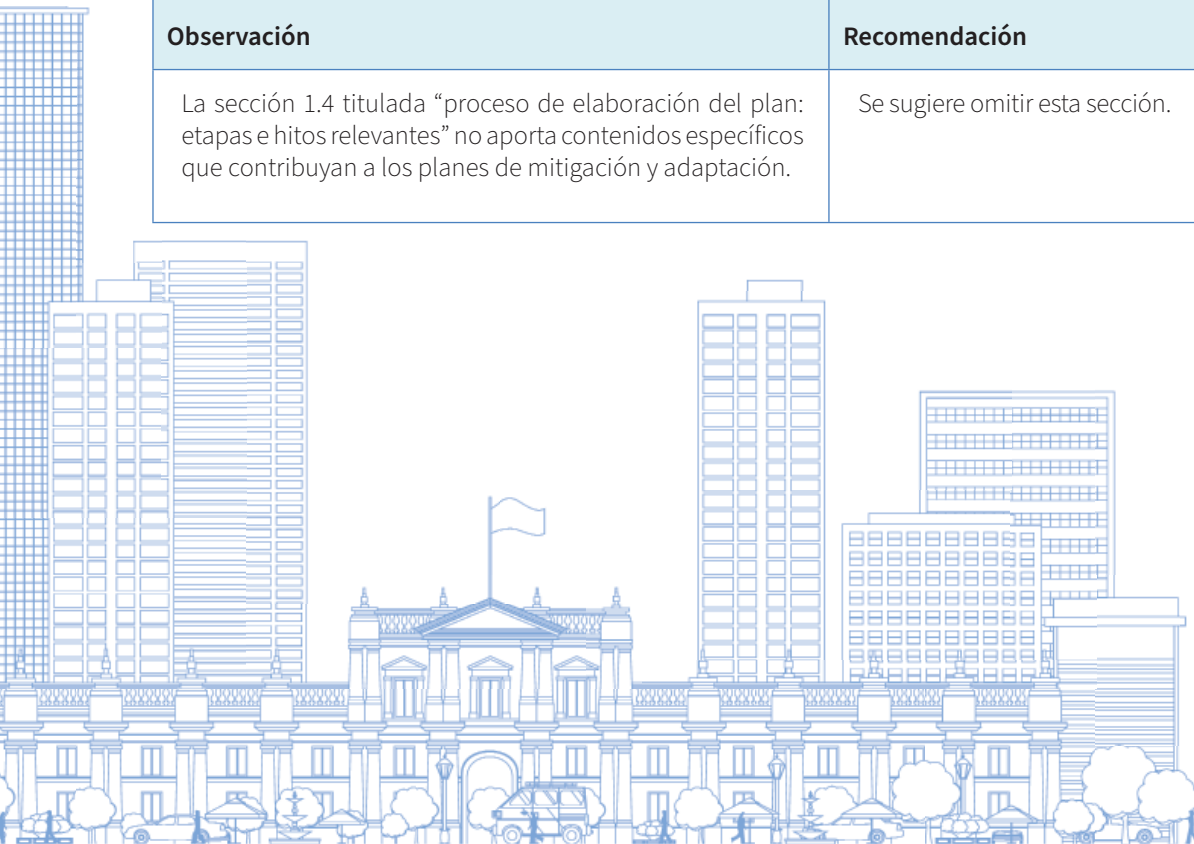 Observación
Recomendación
La sección 1.4 titulada “proceso de elaboración del plan:
etapas e hitos relevantes” no aporta contenidos específicos
que contribuyan a los planes de mitigación y adaptación.
Se sugiere omitir esta sección.